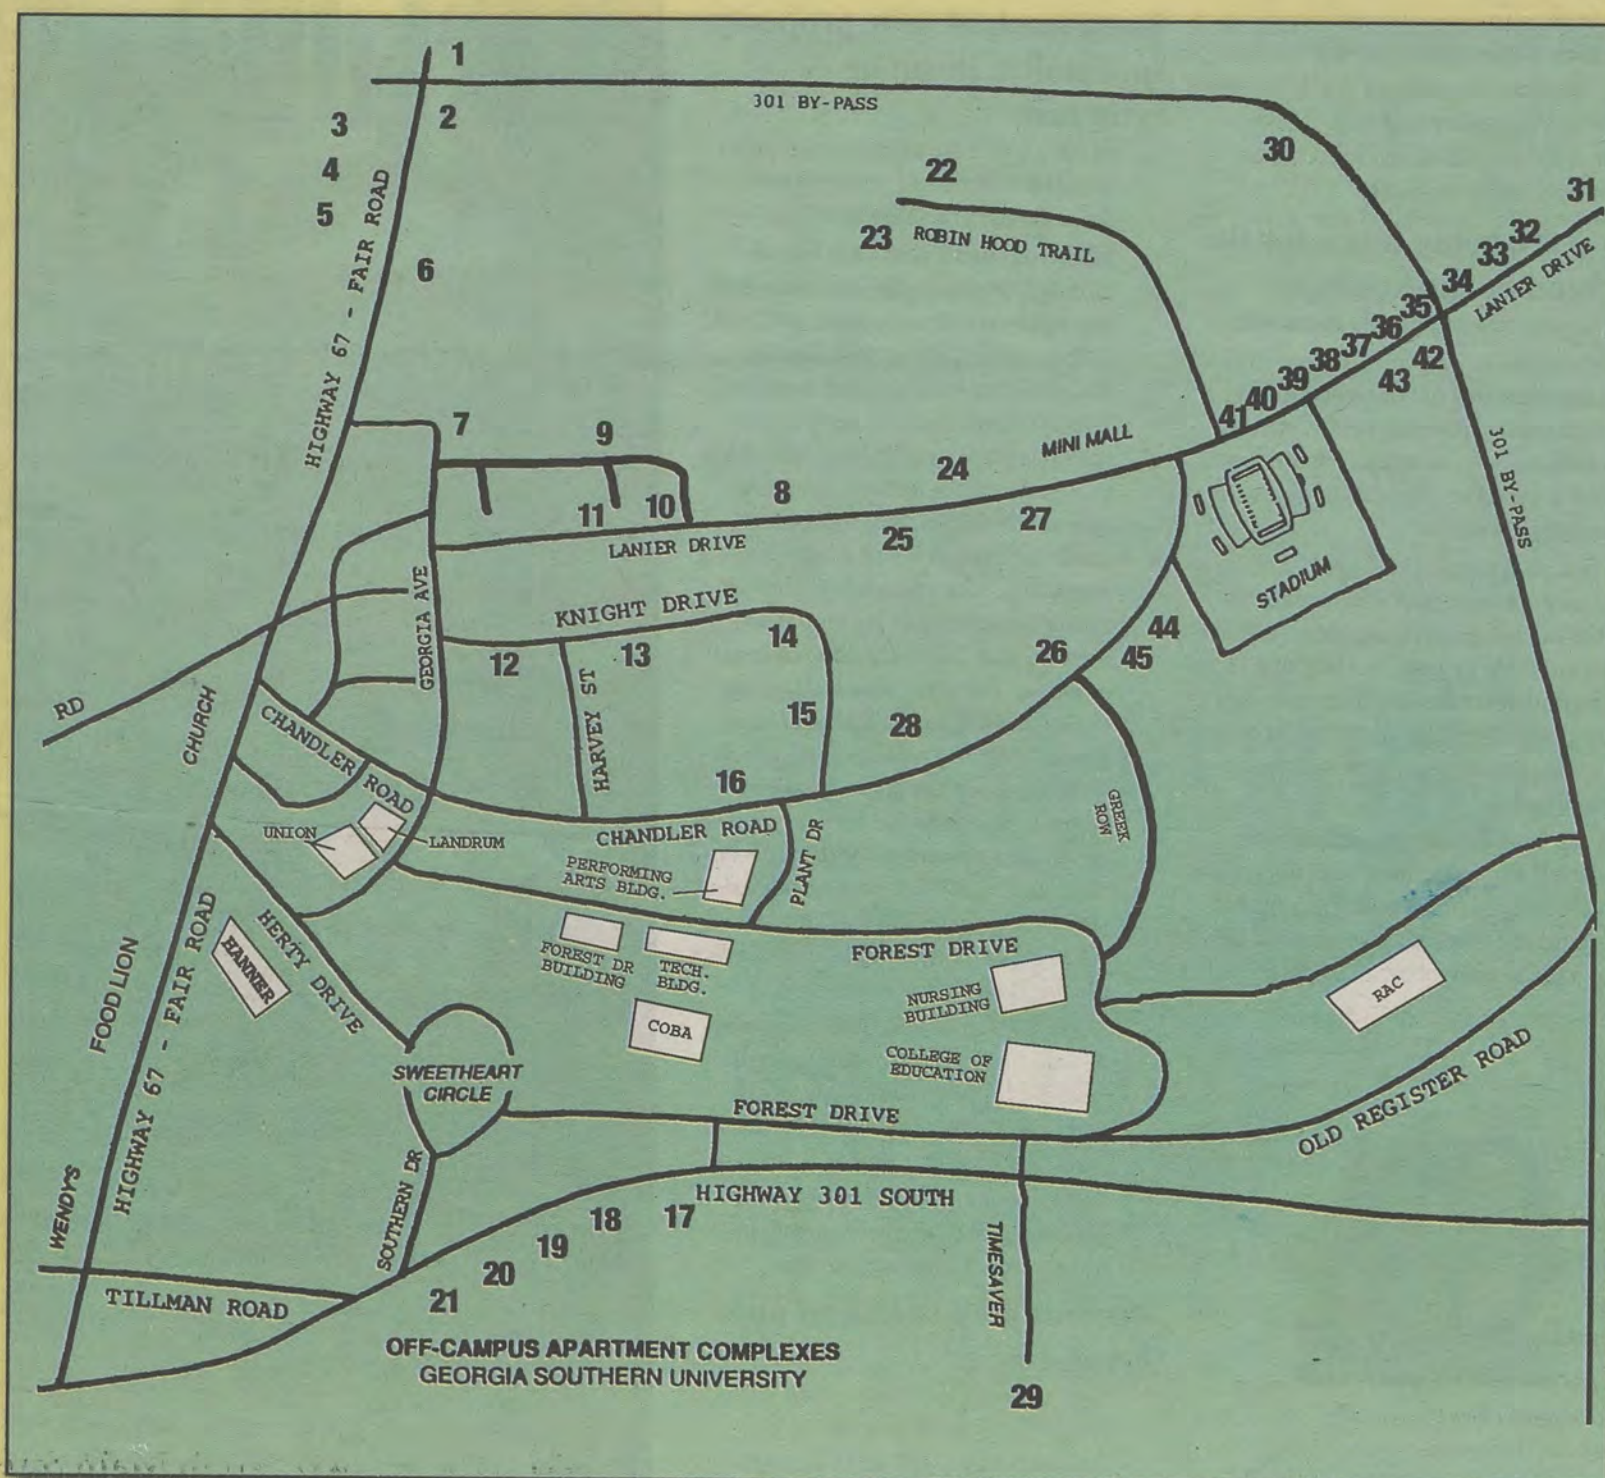 1
301 BY-PASS
2
3
4
5
HIGHWAY 67 - FAIR ROAD
6
30
22
23
ROBIN HOOD TRAIL
31
32
33
34
LANIER DRIVE
35
36
37
38
39
40
41
42
43
MINI MALL
7
9
8
24
11
10
25
27
LANIER DRIVE
301 BY-PASS
STADIUM
GEORGIA AVE
KNIGHT DRIVE
12
13
14
15
HARVEY ST
16
28
26
44
45
RD
CHURCH
CHANDLER ROAD
UNION
LANDRUM
CHANDLER ROAD
PERFORMING
ARTS BLDG.
PLANT DR
GREEK
ROW
FOOD LION
HIGHWAY 67 - FAIR ROAD
HANNER
HERTY DRIVE
FOREST DR
BUILDING
TECH.
BLDG.
COBA
FOREST DRIVE
NURSING
BUILDING
COLLEGE OF
EDUCATION
RAC
OLD REGISTER ROAD
SWEETHEART
CIRCLE
FOREST DRIVE
WENDYS
SOUTHERN DR
HIGHWAY 301 SOUTH
17
18
19
20
21
TIMESAVER
29
TILLMAN ROAD
OFF-CAMPUS APARTMENT COMPLEXES
GEORGIA SOUTHERN UNIVERSITY